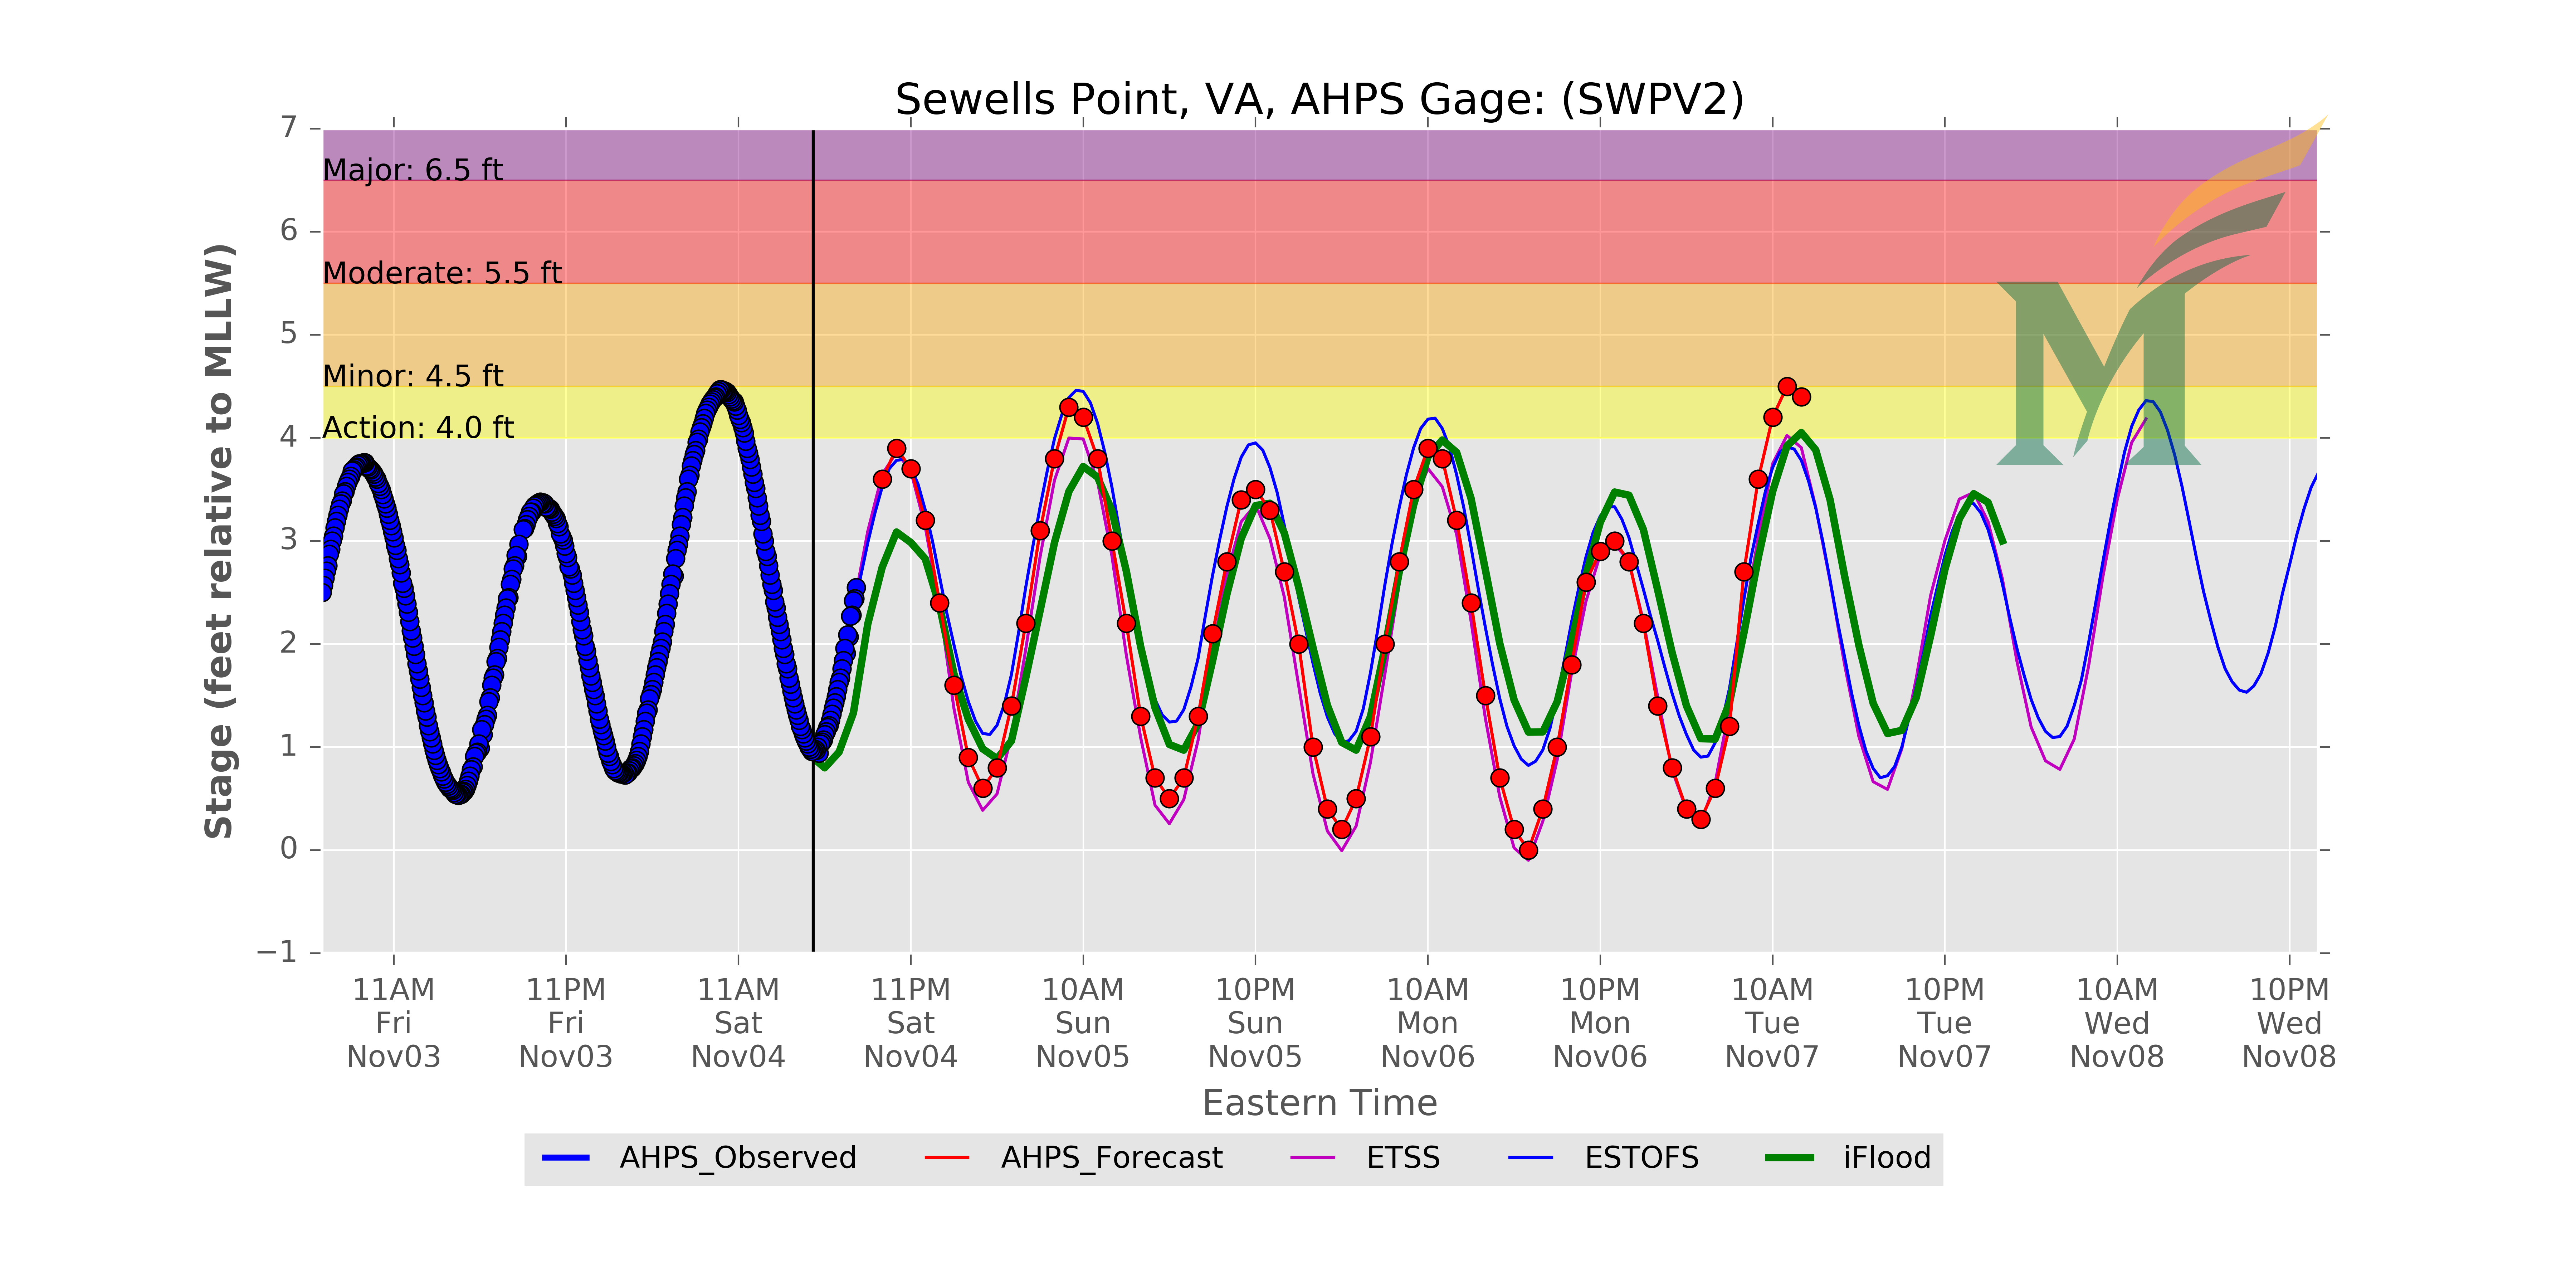 Sewells Point, VA, AHPS Gage: (SWPV2)
Stage (feet relative to MLLW)
7
6
5
4
3
2
1
0
−1
Major: 6.5 ft
Moderate: 5.5 ft
Minor: 4.5 ft
Action: 4.0 ft
M
11AM 11PM 11AM 11PM 10AM 10PM 10AM 10PM 10AM 10PM 10AM 10PM
Fri Fri Sat Sat Sun Sun Mon Mon Tue Tue Wed Wed
Nov03 Nov03 Nov04 Nov04 Nov05 Nov05 Nov06 Nov06 Nov07 Nov07 Nov08 Nov08
Eastern Time
AHPS_Observed AHPS_Forecast ETSS ESTOFS iFlood